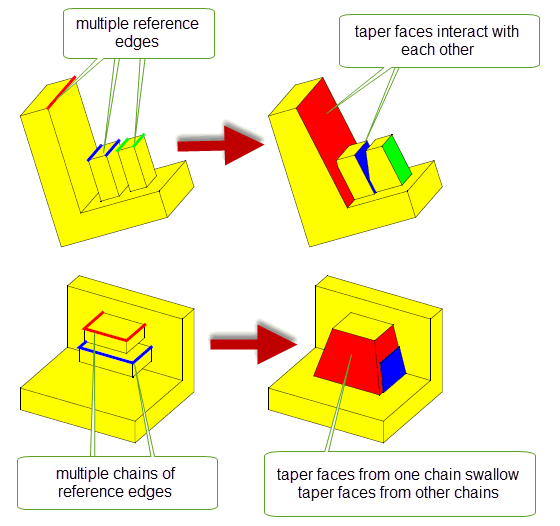 multiple reference
edges
taper faces interact with
each other
multiple chains of
reference edges
taper faces from one chain swallow
taper faces from other chains